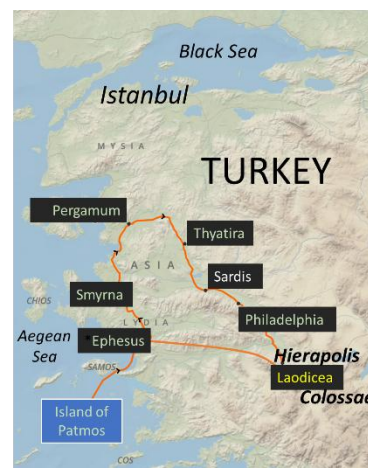 Black Sea
Istanbul
MYSIA
TURKEY
Pergamum
Thyatira
ASIA
Sardis
CHIOS
Smyrna
LYDIA
Philadelphia
Aegean
Sea
Ephesus
Hierapolis
SAMOS
Laodicea
Colossae
Island of
Patmos
COS